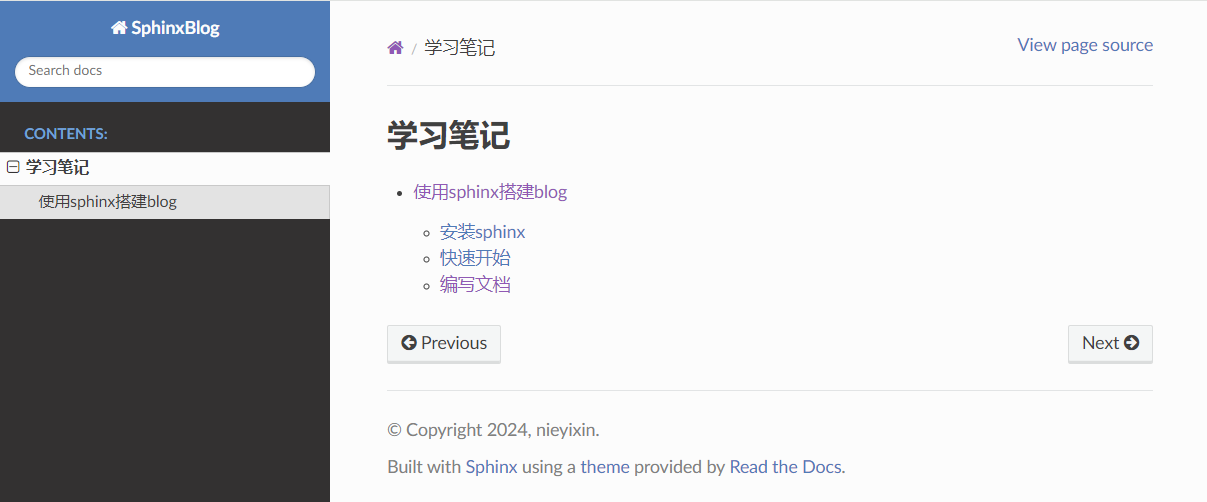 SphinxBlog
Search docs
CONTENTS:
学习笔记
使用sphinx搭建blog
/ 学习笔记
View page source
学习笔记
使用sphinx搭建blog
安装sphinx
快速开始
编写文档
Previous
Next
© Copyright 2024, nieyixin.
Built with Sphinx using a theme provided by Read the Docs.